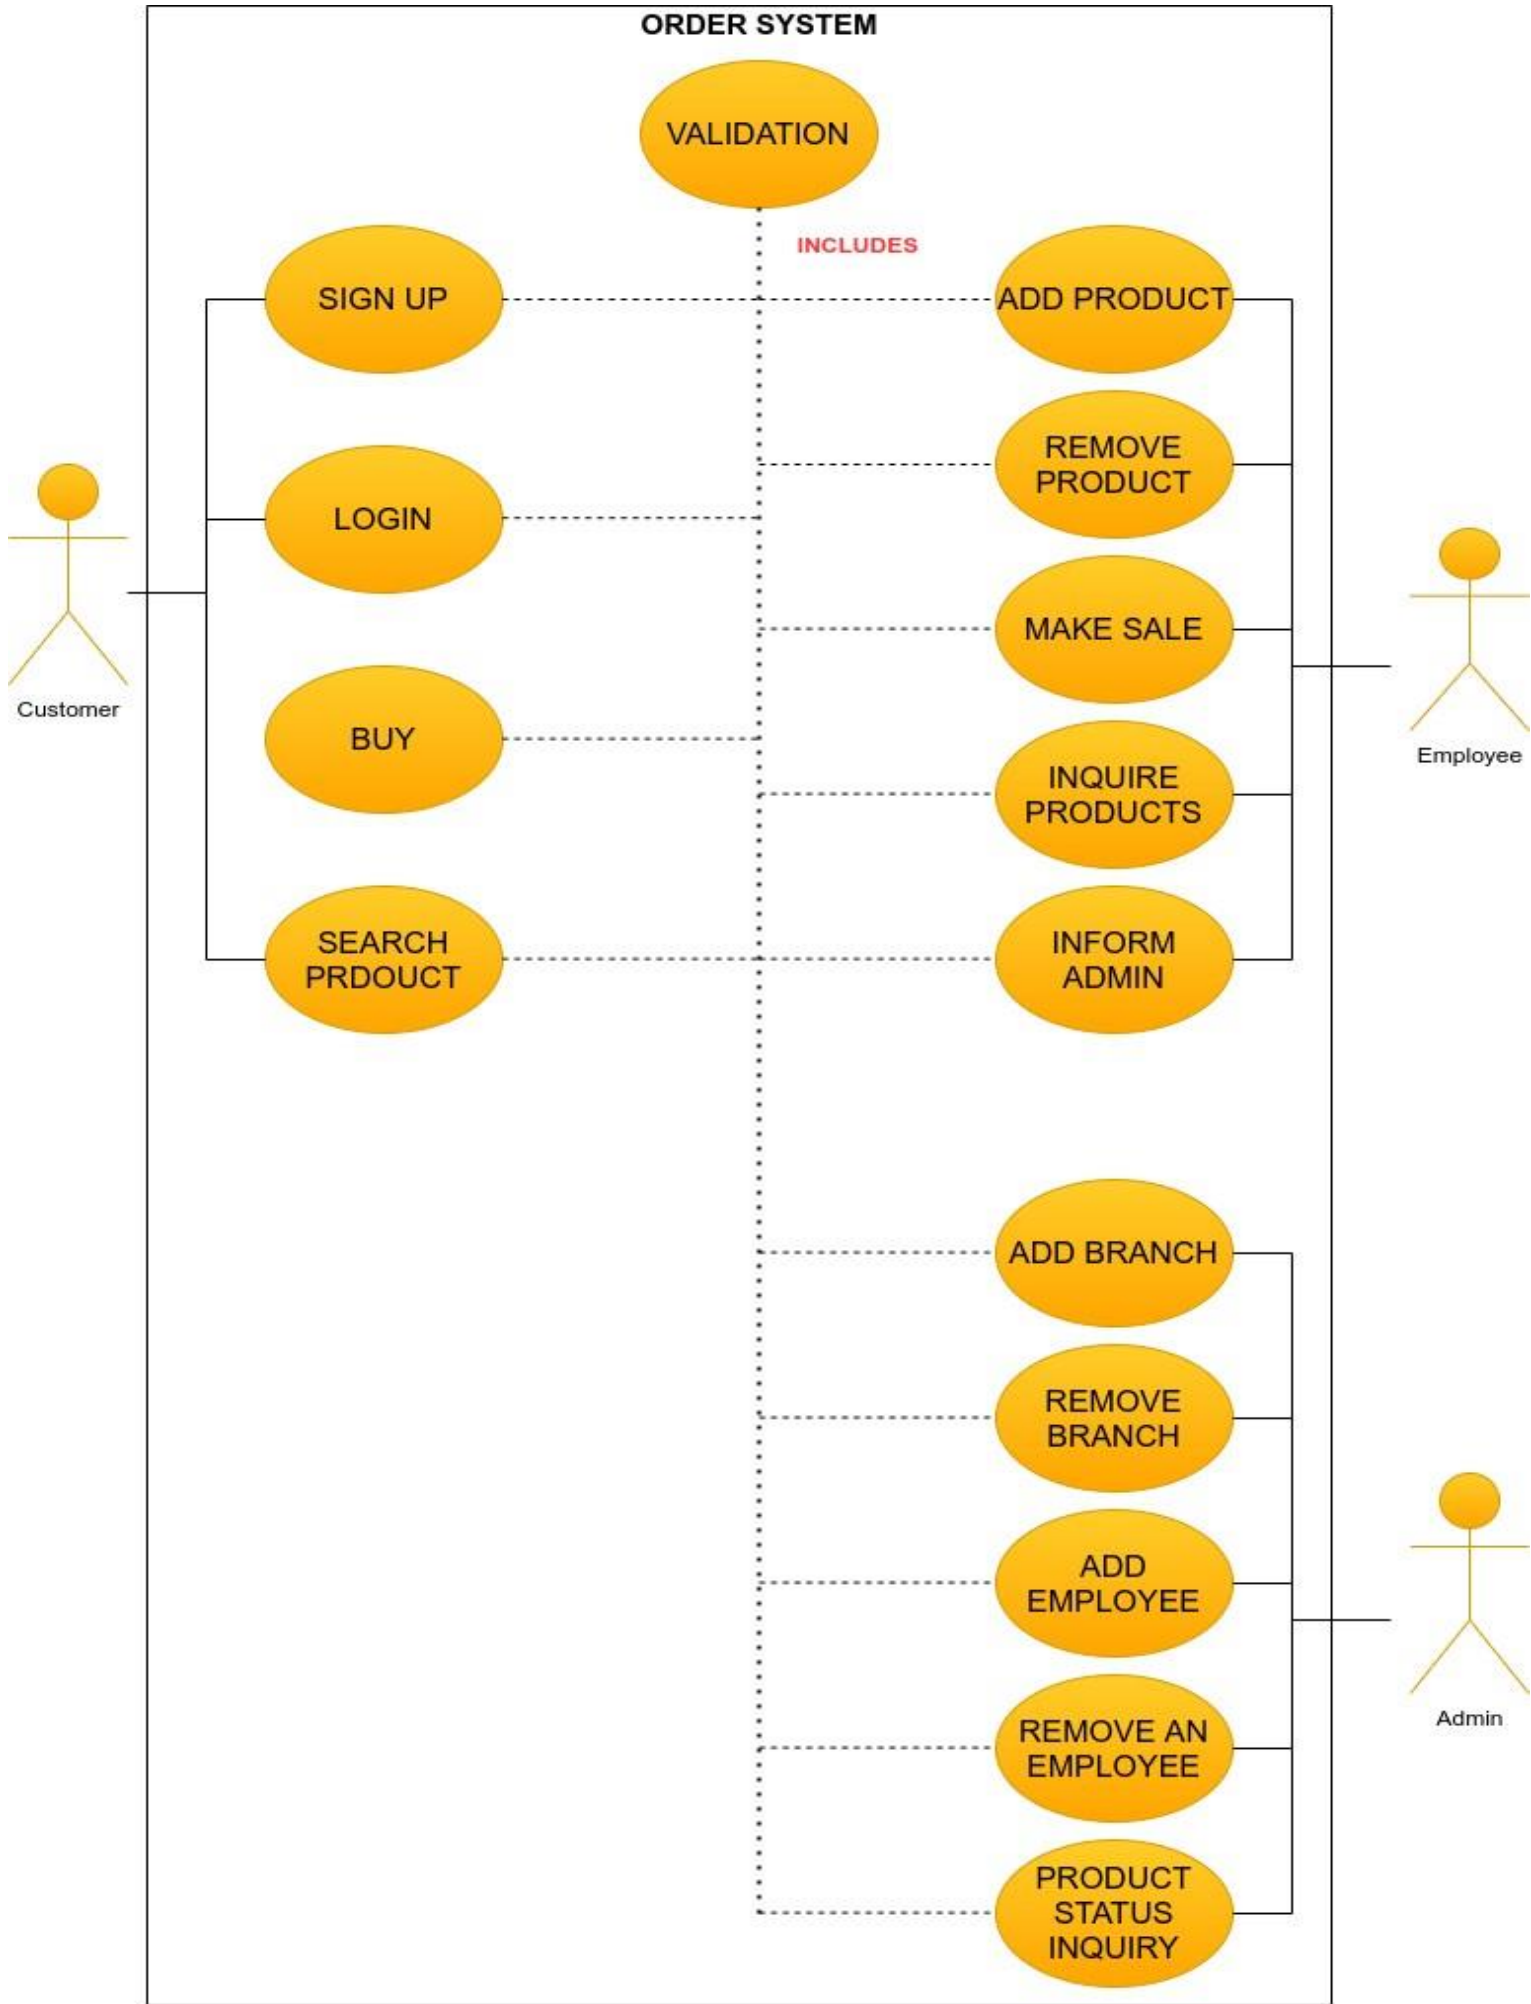 ORDER SYSTEM
VALIDATION
INCLUDES
SIGN UP
ADD PRODUCT
REMOVE
PRODUCT
LOGIN
MAKE SALE
Customer
BUY
Employee
INQUIRE
PRODUCTS
SEARCH
PRDOUCT
INFORM
ADMIN
ADD BRANCH
REMOVE
BRANCH
ADD
EMPLOYEE
REMOVE AN
EMPLOYEE
Admin
PRODUCT
STATUS
INQUIRY